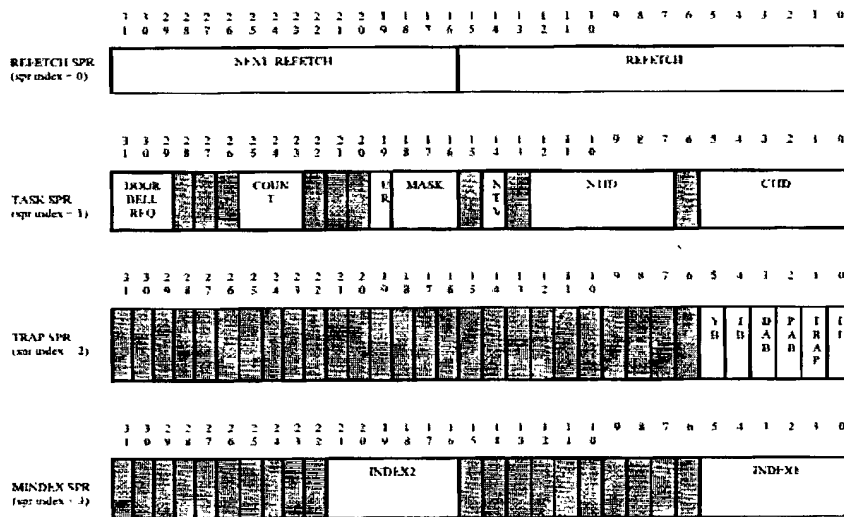 3 3 2 2 2 2 2 2 2 2 2 2 1 1 1 1 1 1 1 1 1 1 9 8 7 6 5 4 3 2 1 0
1 0 9 8 7 6 5 4 3 2 1 0 9 8 7 6 5 4 3 2 1 0
REFETCH SPR
(spr index = 0)
NEXT REFETCH
REFETCH
3 3 2 2 2 2 2 2 2 2 2 2 1 1 1 1 1 1 1 1 1 1 9 8 7 6 5 4 3 2 1 0
1 0 9 8 7 6 5 4 3 2 1 0 9 8 7 6 5 4 3 2 1 0
TASK SPR
(spr index = 1)
DOOR
BELL
REQ
COUN
T
MASK
N
T
V
3 3 2 2 2 2 2 2 2 2 2 2 1 1 1 1 1 1 1 1 1 1 9 8 7 6 5 4 3 2 1 0
1 0 9 8 7 6 5 4 3 2 1 0 9 8 7 6 5 4 3 2 1 0
TRAP SPR
(spr index = 2)
D
A
B
P
A
B
T
R
A
P
3 3 2 2 2 2 2 2 2 2 2 2 1 1 1 1 1 1 1 1 1 1 9 8 7 6 5 4 3 2 1 0
1 0 9 8 7 6 5 4 3 2 1 0 9 8 7 6 5 4 3 2 1 0
MINDEX SPR
(spr index = 3)
INDEX2
INDEX1